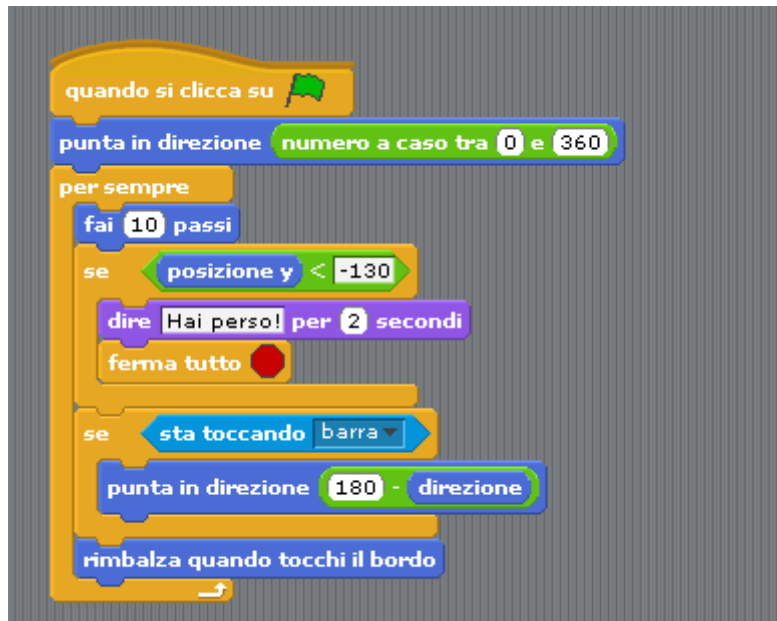 quando si clicca su
punta in direzione numero a caso tra 0 e 360
per sempre
fai 10 passi
se posizione y < -130
dire Hai perso! per 2 secondi
ferma tutto
se sta toccando barra
punta in direzione 180 - direzione
rimbalza quando tocchi il bordo